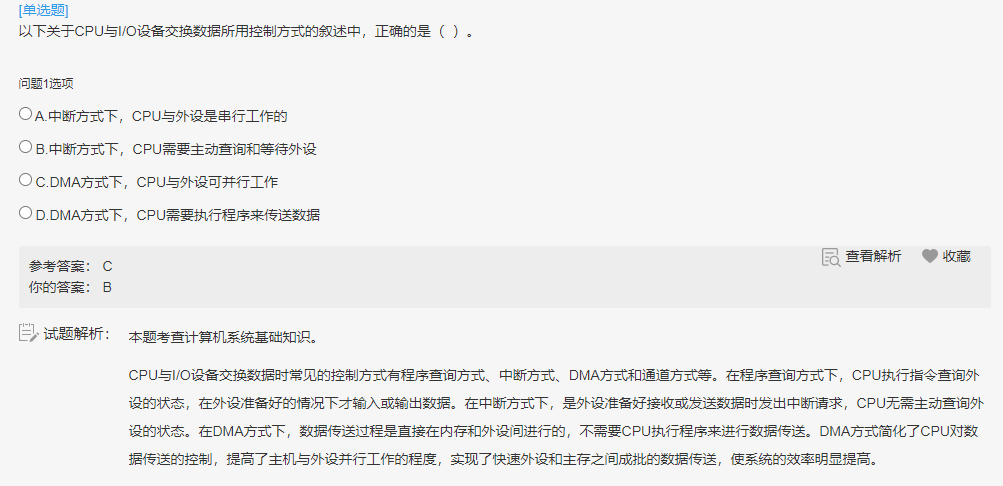 [单选题]
以下关于CPU与I/O设备交换数据所用控制方式的叙述中，正确的是（ ）。
问题1选项
A.中断方式下，CPU与外设是串行工作的
B.中断方式下，CPU需要主动查询和等待外设
C.DMA方式下，CPU与外设可并行工作
D.DMA方式下，CPU需要执行程序来传送数据
查看解析 收藏
参考答案： C
你的答案： B
试题解析： 本题考查计算机系统基础知识。
CPU与I/O设备交换数据时常见的控制方式有程序查询方式、中断方式、DMA方式和通道方式等。在程序查询方式下，CPU执行指令查询外
设的状态，在外设准备好的情况下才输入或输出数据。在中断方式下，是外设准备好接收或发送数据时发出中断请求，CPU无需主动查询外
设的状态。在DMA方式下，数据传送过程是直接在内存和外设间进行的，不需要CPU执行程序来进行数据传送。DMA方式简化了CPU对数
据传送的控制，提高了主机与外设并行工作的程度，实现了快速外设和主存之间成批的数据传送，使系统的效率明显提高。